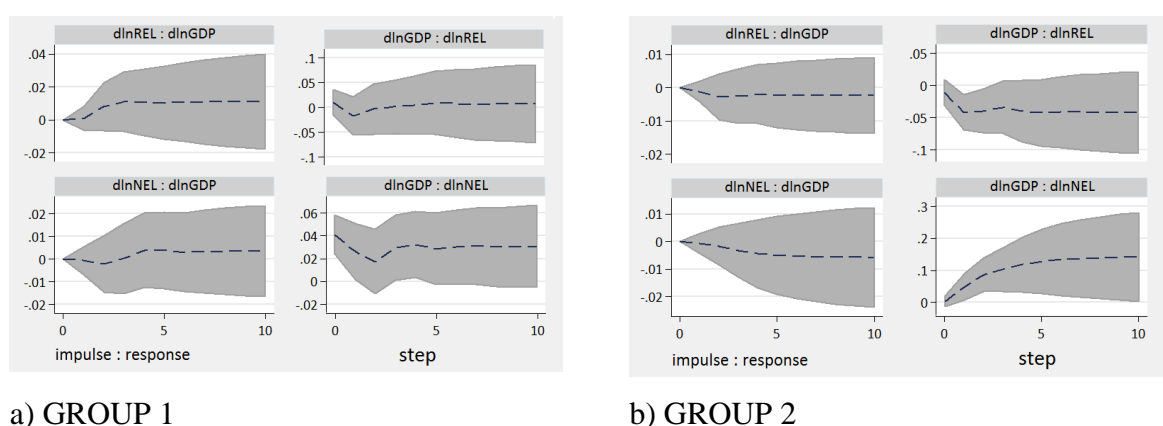 dlnREL : dlnGDP
.04
.02
0
-.02
dlnGDP : dlnREL
.1
.05
0
-.05
-.1
dlnNEL : dlnGDP
.02
.01
0
-.01
-.02
0 5 10
dlnGDP : dlnNEL
.06
.04
.02
0
-.02
0 5 10
impulse : response
step
a) GROUP 1
dlnREL : dlnGDP
.01
0
-.01
-.02
dlnGDP : dlnREL
.05
0
-.05
-.1
dlnNEL : dlnGDP
.01
0
-.01
-.02
0 5 10
dlnGDP : dlnNEL
.3
.2
.1
0
0 5 10
impulse : response
step
b) GROUP 2